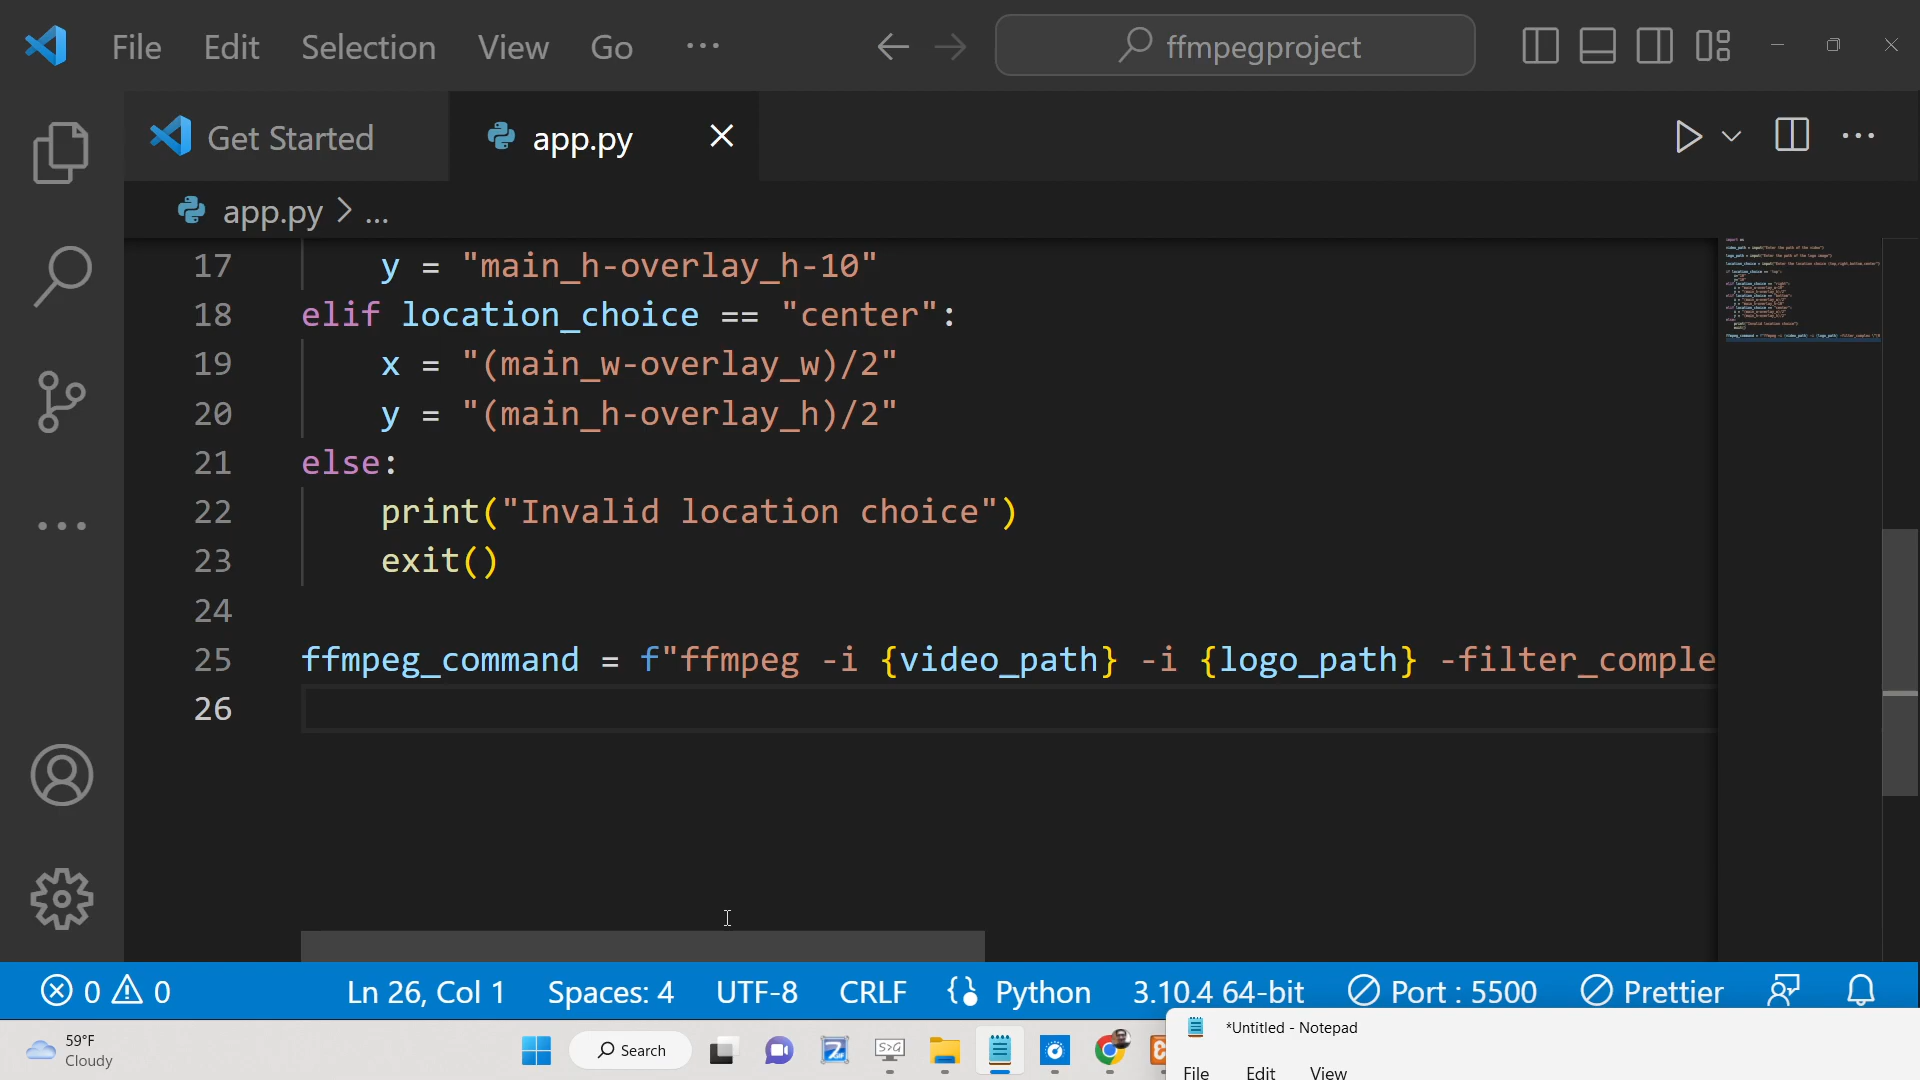 File Edit Selection View Go ··· ffmpegproject
Get Started app.py
app.py > ...
17 y = "main_h-overlay_h-10"
18 elif location_choice == "center":
19 x = "(main_w-overlay_w)/2"
20 y = "(main_h-overlay_h)/2"
21 else:
22 print("Invalid location choice")
23 exit()
24
25 ffmpeg_command = f"ffmpeg -i {video_path} -i {logo_path} -filter_comple
26
0 0 Ln 26, Col 1 Spaces: 4 UTF-8 CRLF Python 3.10.4 64-bit Port : 5500 Prettier
*Untitled - Notepad
File Edit View
59°F
Cloudy
Search